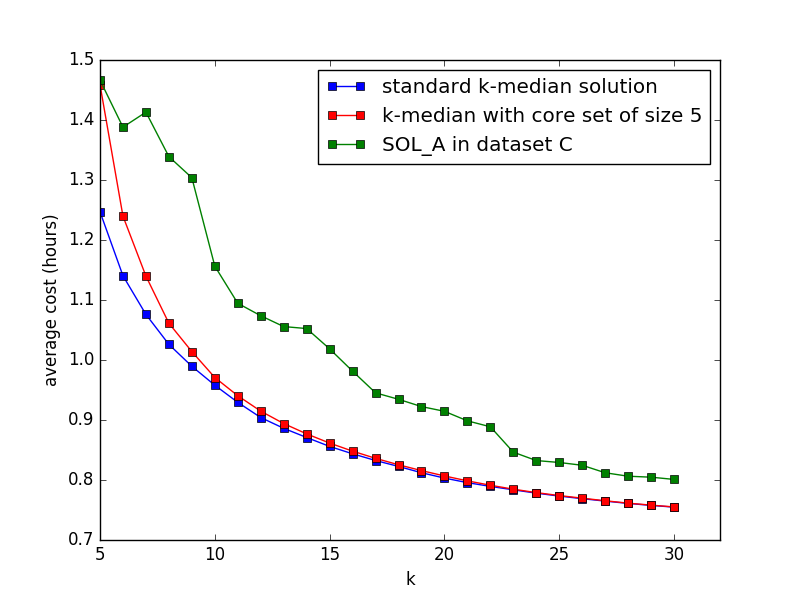 1.5
1.4
1.3
1.2
1.1
1.0
0.9
0.8
0.7
average cost (hours)
standard k-median solution
k-median with core set of size 5
SOL_A in dataset C
5 10 15 20 25 30
k